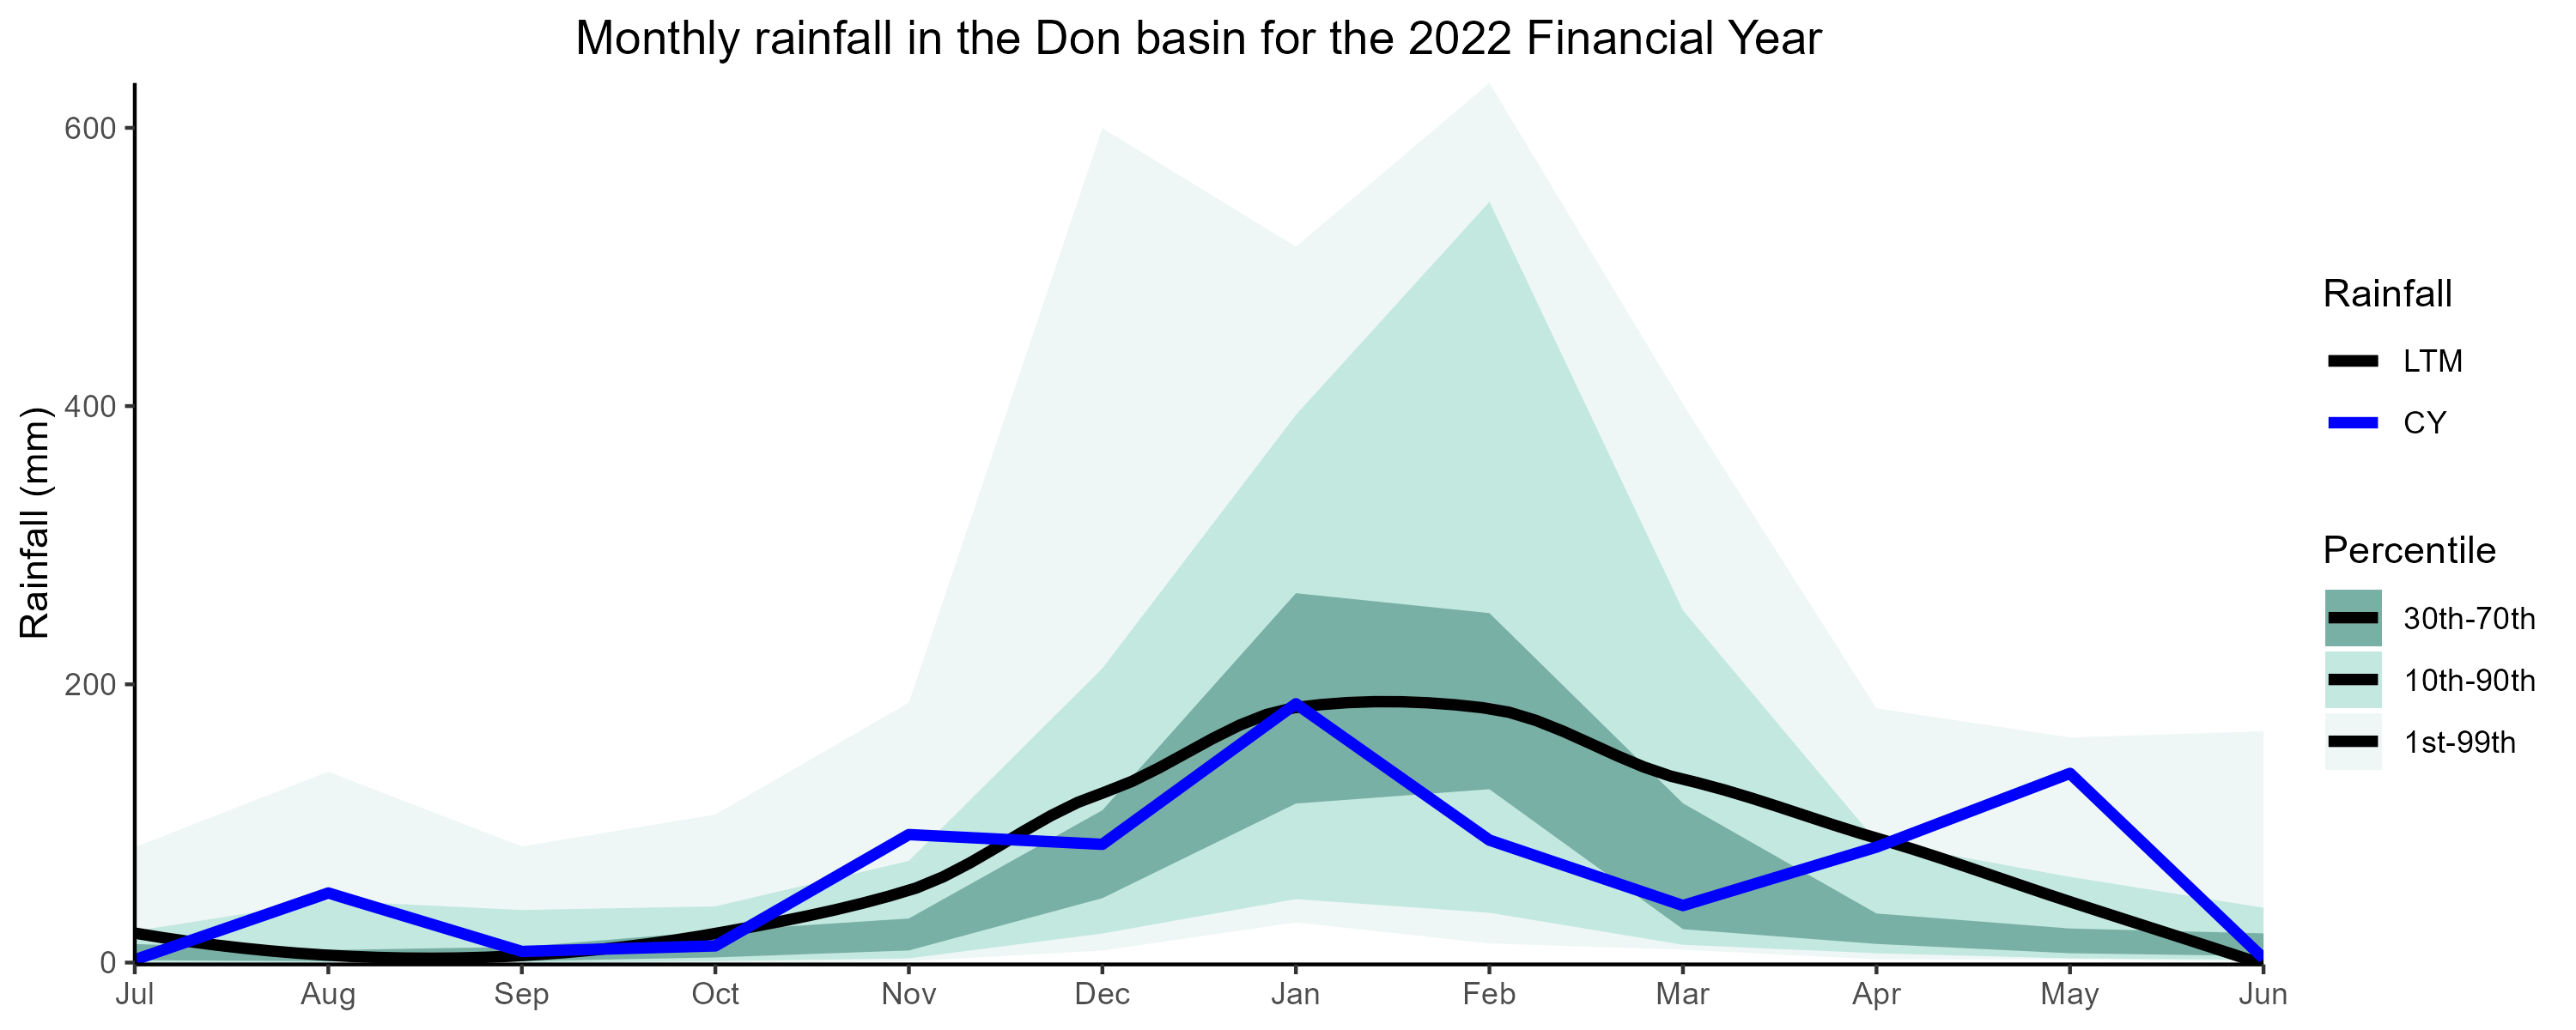 Monthly rainfall in the Don basin for the 2022 Financial Year
Rainfall (mm)
600
400
200
0
Jul Aug Sep Oct Nov Dec Jan Feb Mar Apr May Jun
Rainfall
LTM
CY
Percentile
30th-70th
10th-90th
1st-99th